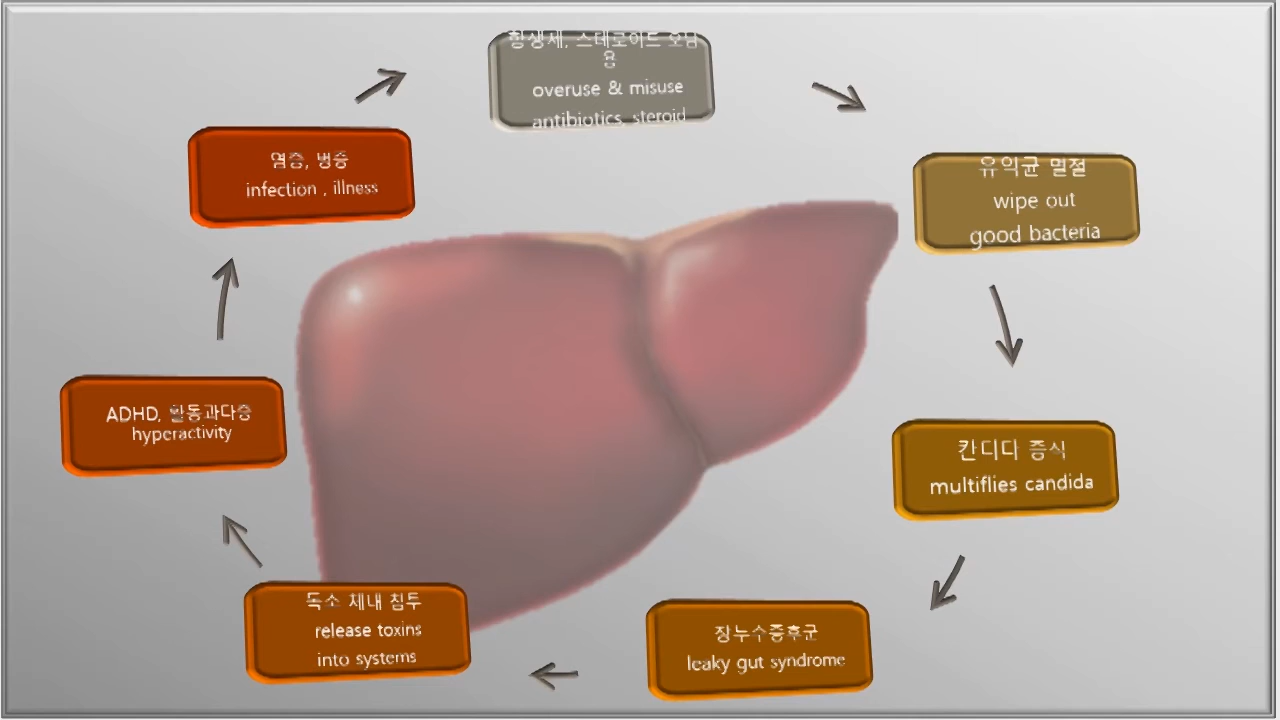 항생제, 스테로이드 오남
용
overuse & misuse
antibiotics, steroid
유익균 멸절
wipe out
good bacteria
칸디다 증식
multiflies candida
장누수증후군
leaky gut syndrome
독소 체내 침투
release toxins
into systems
ADHD, 활동과다증
hyperactivity
염증, 병증
infection , illness